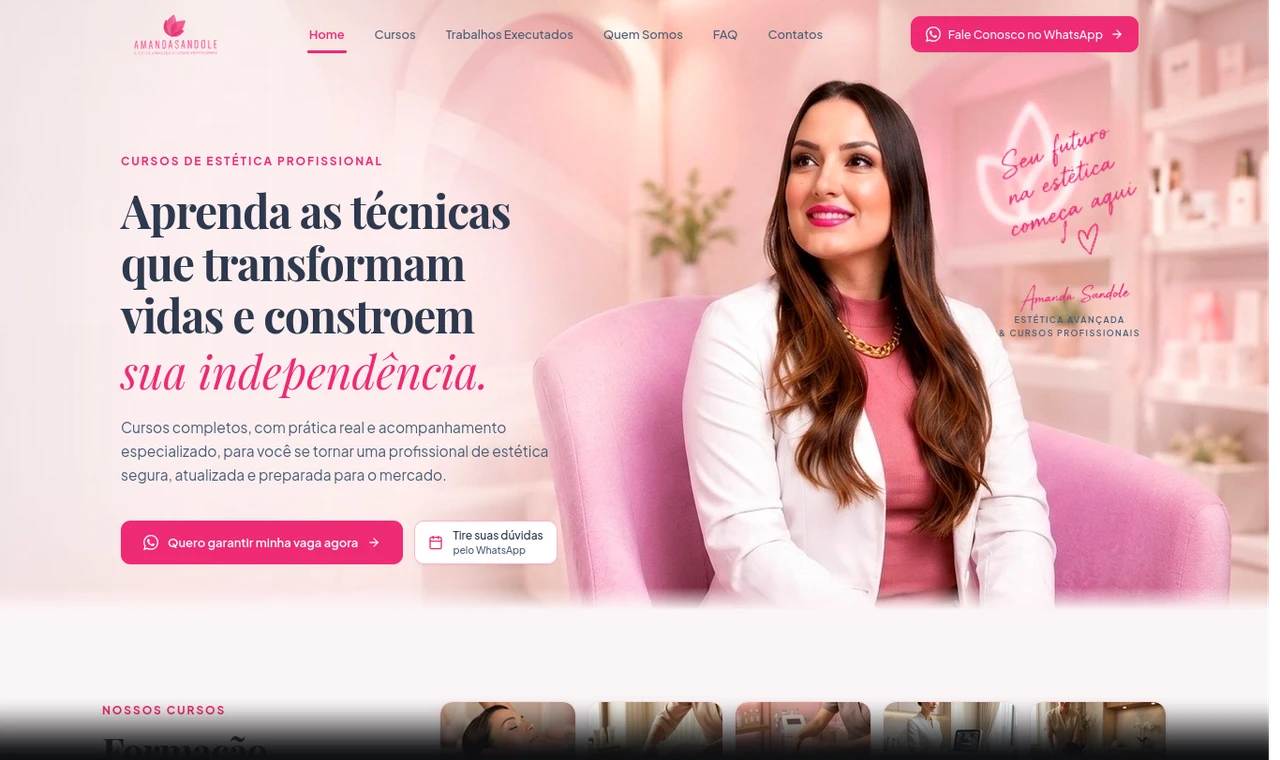 AMANDASANDOLE
Home
Cursos
Trabalhos Executados
Quem Somos
FAQ
Contatos
Fale Conosco no WhatsApp
CURSOS DE ESTÉTICA PROFISSIONAL
Aprenda as técnicas
que transformam
vidas e constroem
sua independência.
Cursos completos, com prática real e acompanhamento
especializado, para você se tornar uma profissional de estética
segura, atualizada e preparada para o mercado.
Quero garantir minha vaga agora
Tire suas dúvidas
pelo WhatsApp
Seu futuro
na estética
começa aqui
Amanda Sandole
ESTÉTICA AVANÇADA
& CURSOS PROFISSIONAIS
NOSSOS CURSOS
Formação